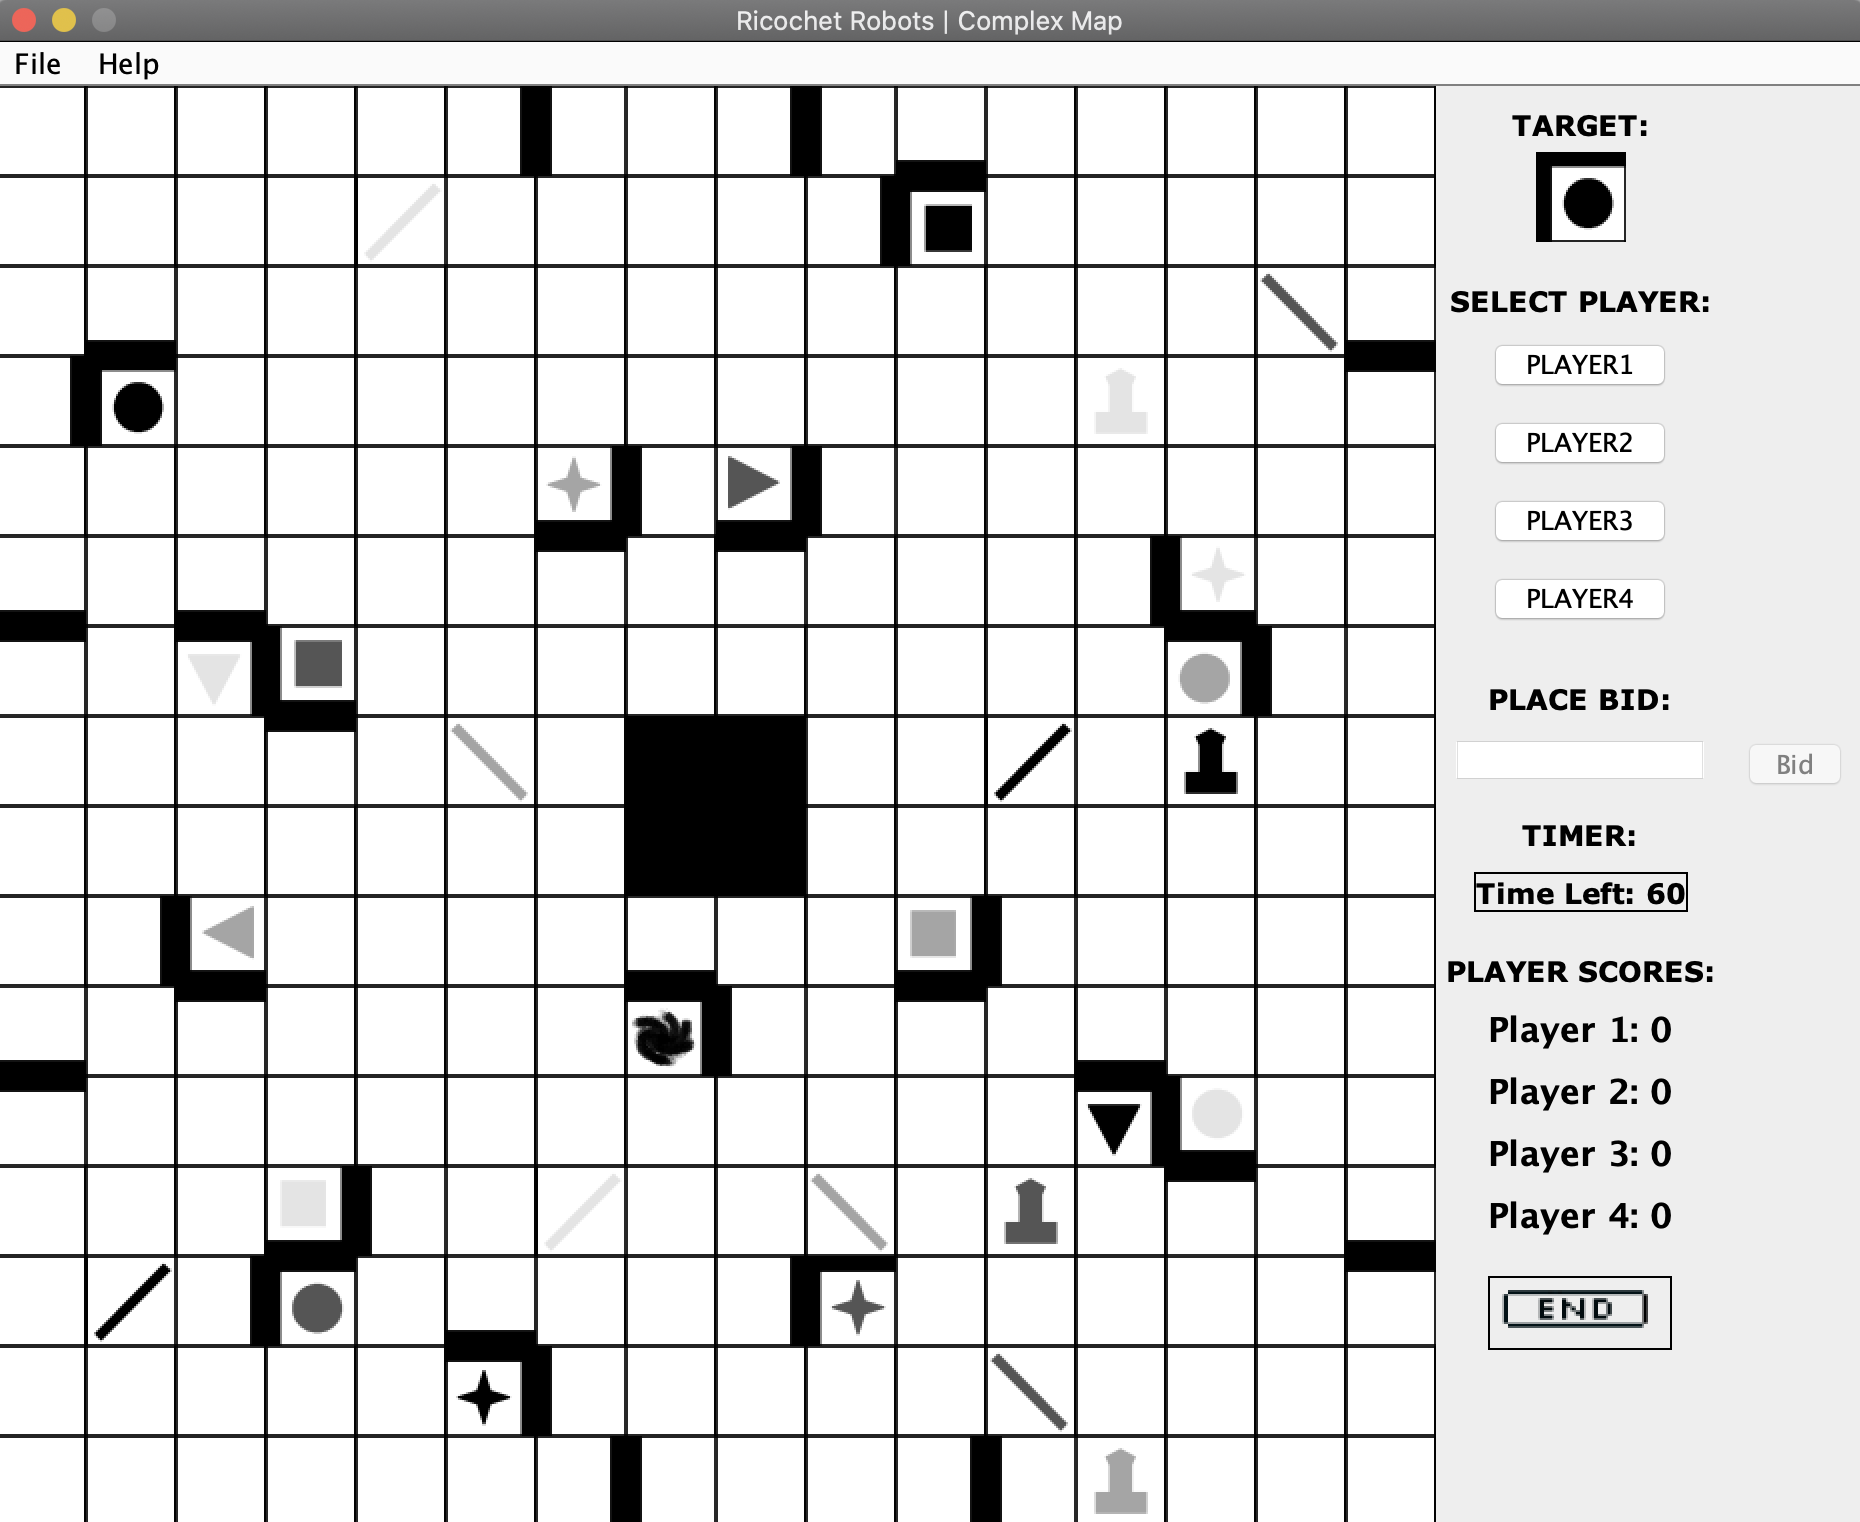 Ricochet Robots | Complex Map
File Help
TARGET:
SELECT PLAYER:
PLAYER1
PLAYER2
PLAYER3
PLAYER4
PLACE BID:
Bid
TIMER:
Time Left: 60
PLAYER SCORES:
Player 1: 0
Player 2: 0
Player 3: 0
Player 4: 0
END